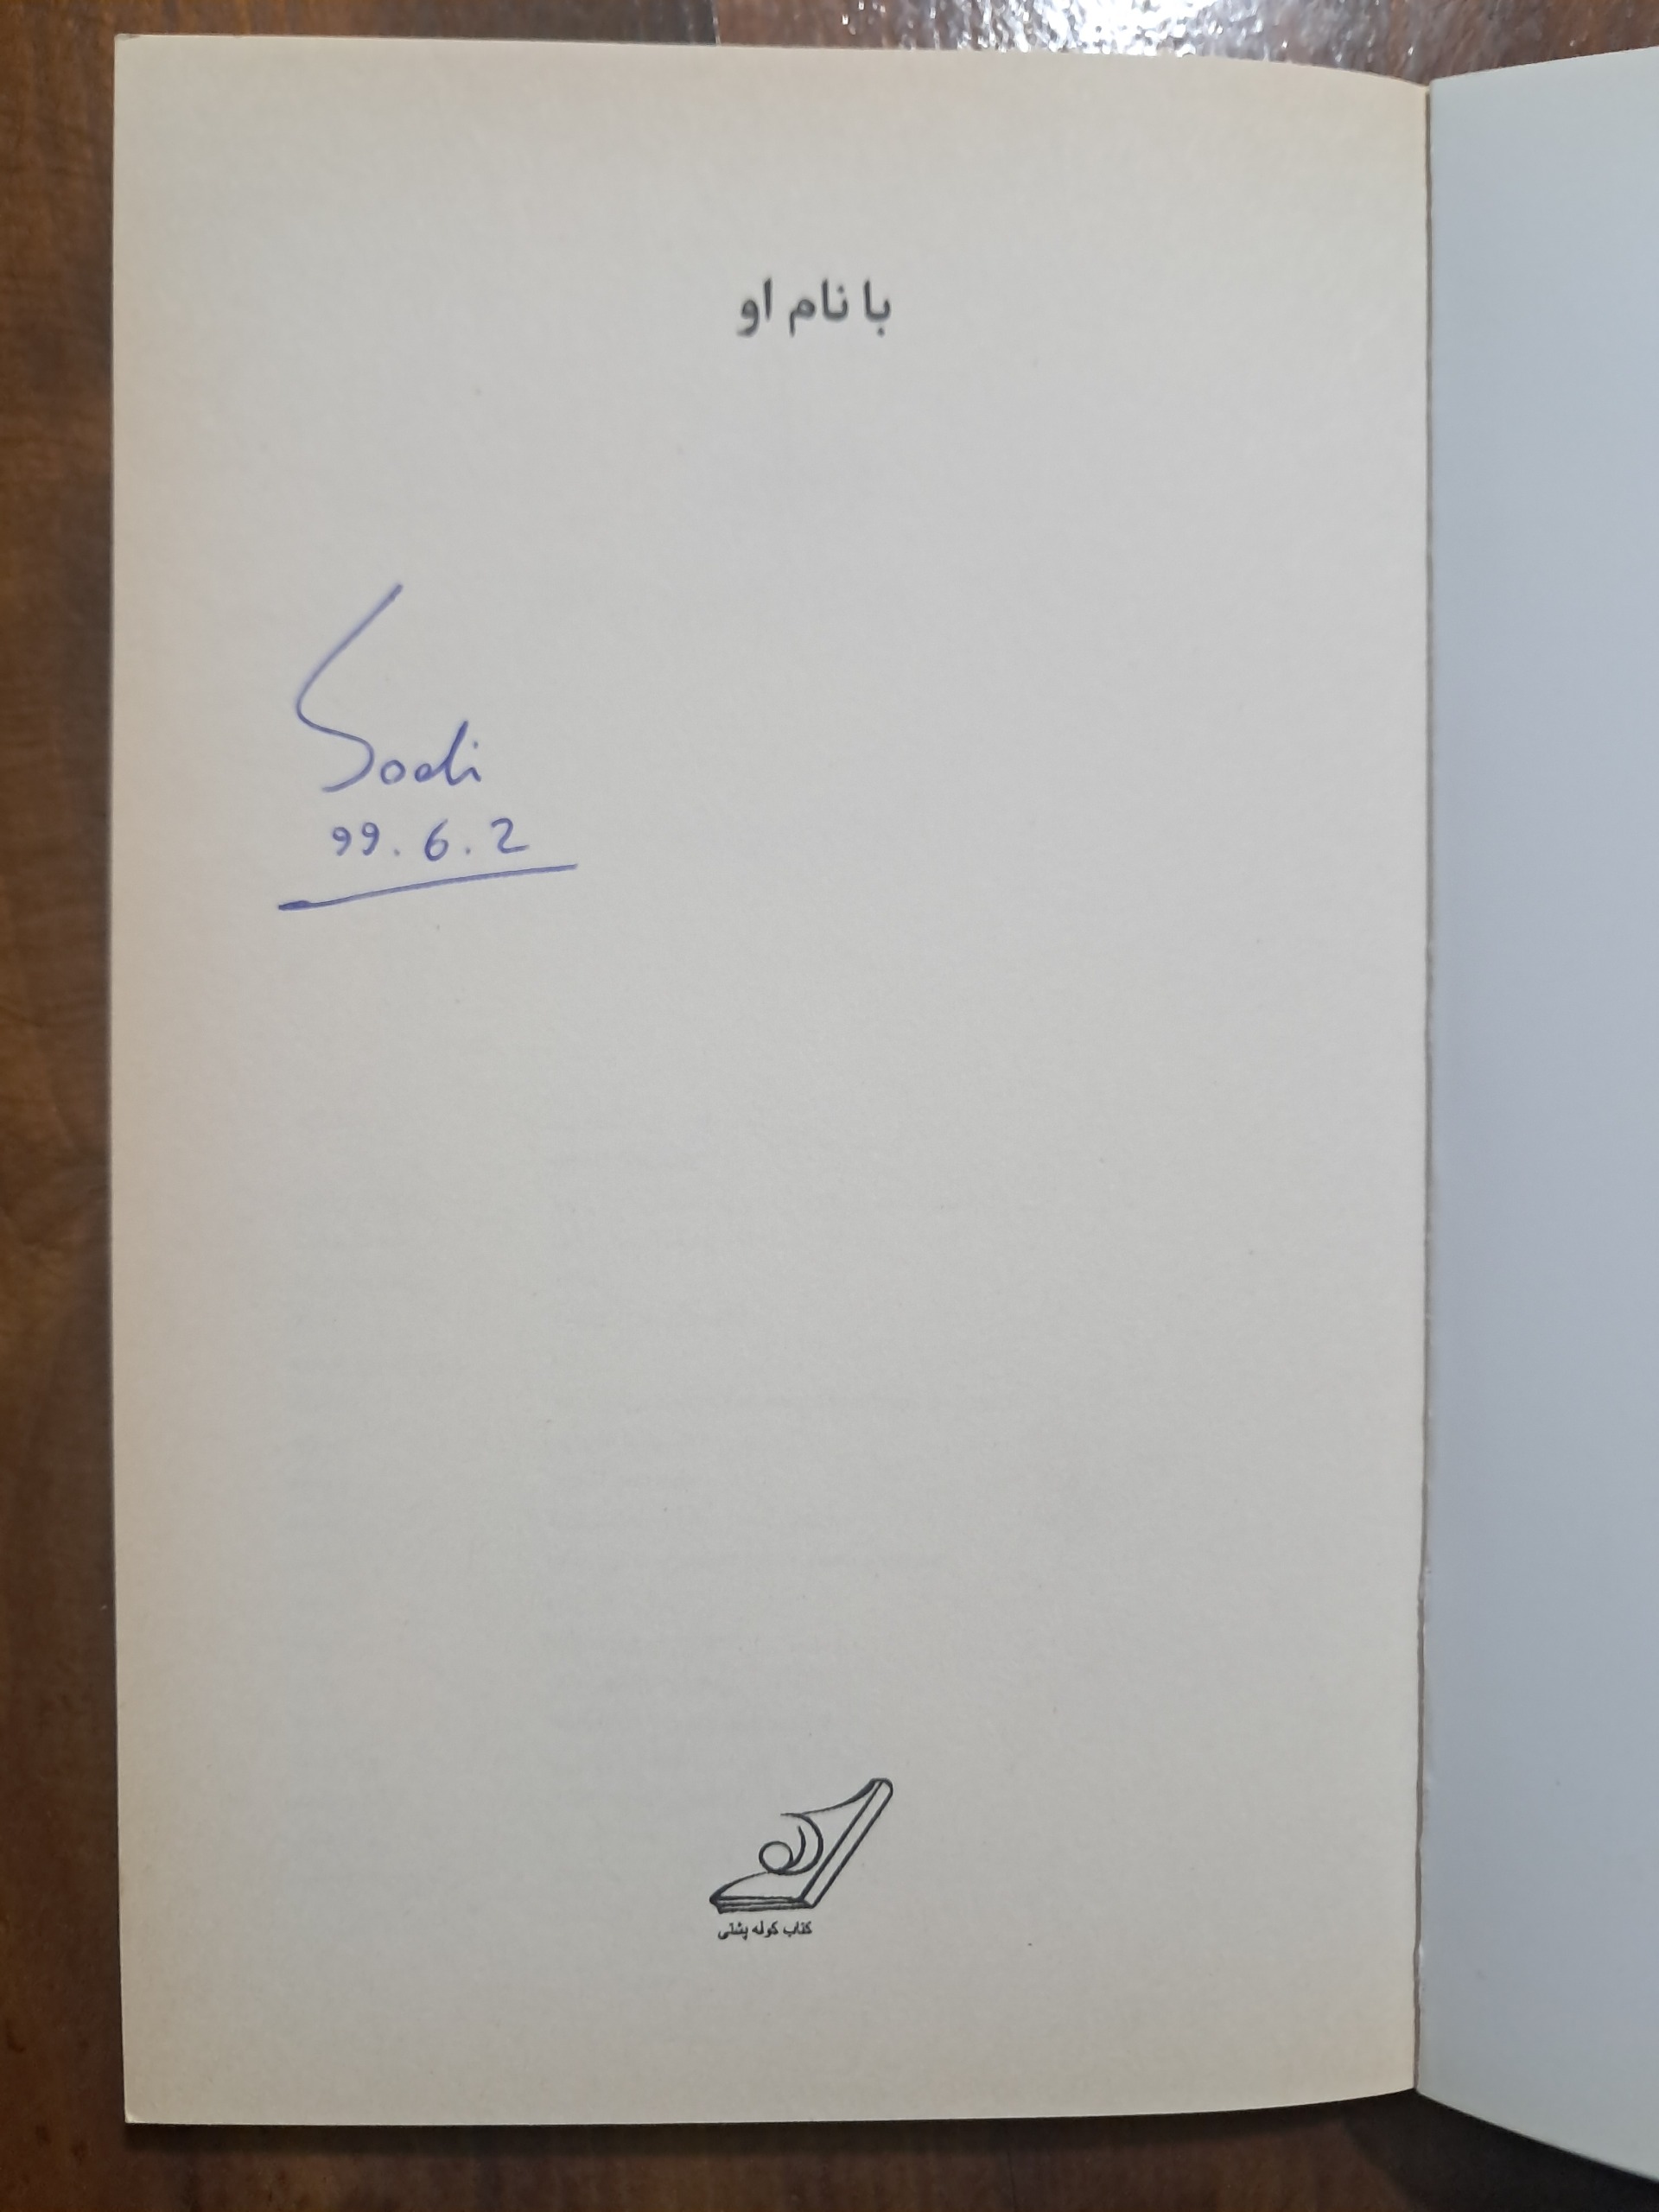 با نام او
Sodi
99.6.2
کتاب کوله پشتی